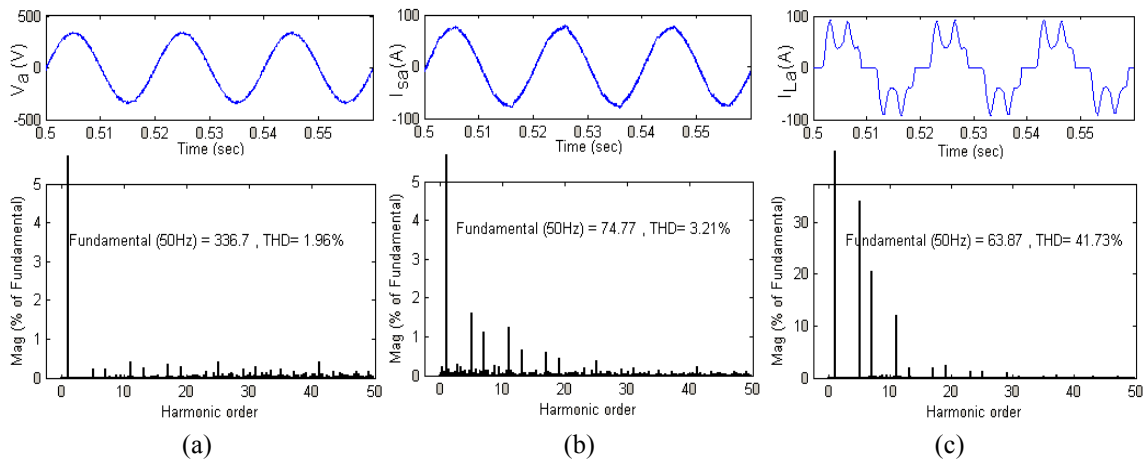 500
0
-500
V_a(V)
0.5 0.51 0.52 0.53 0.54 0.55
Time (sec)
5
4
3
2
1
0
Mag (% of Fundamental)
Fundamental (50Hz) = 336.7 , THD= 1.96%
0 10 20 30 40 50
Harmonic order
(a)
100
0
-100
I_sa(A)
0.5 0.51 0.52 0.53 0.54 0.55
Time (sec)
5
4
3
2
1
0
Mag (% of Fundamental)
Fundamental (50Hz) = 74.77 , THD= 3.21%
0 10 20 30 40 50
Harmonic order
(b)
100
0
-100
I_La(A)
0.5 0.51 0.52 0.53 0.54 0.55
Time (sec)
30
20
10
0
Mag (% of Fundamental)
Fundamental (50Hz) = 63.87 , THD= 41.73%
0 10 20 30 40 50
Harmonic order
(c)